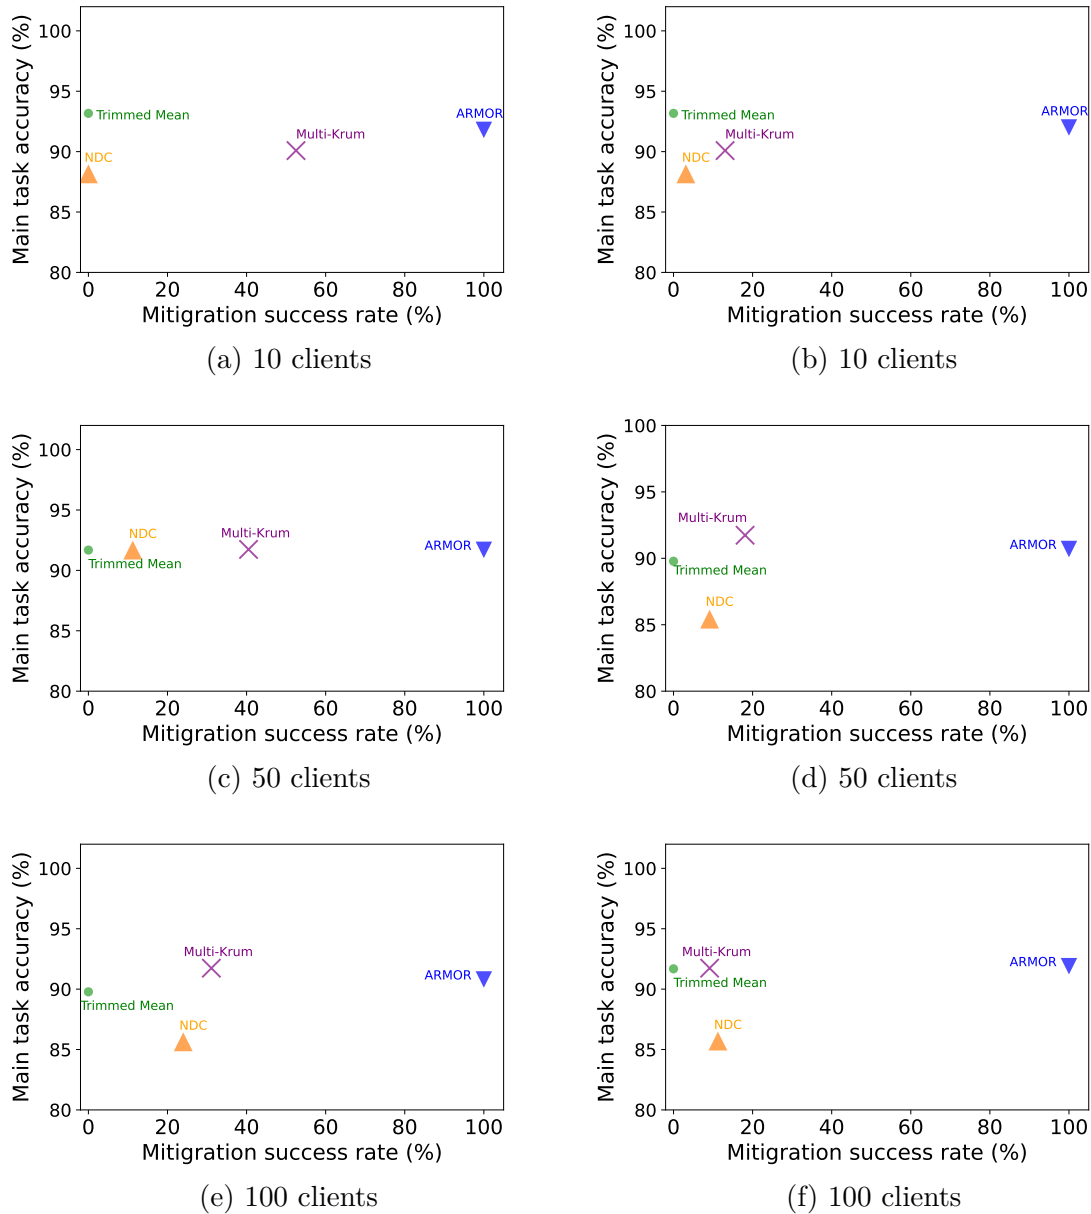 Main task accuracy (%)
100
95
90
85
80
Trimmed Mean
NDC
Multi-Krum
ARMOR
0 20 40 60 80 100
Mitigration success rate (%)
(a) 10 clients
Main task accuracy (%)
100
95
90
85
80
Trimmed Mean
NDC
Multi-Krum
ARMOR
0 20 40 60 80 100
Mitigration success rate (%)
(b) 10 clients
Main task accuracy (%)
100
95
90
85
80
NDC
Trimmed Mean
Multi-Krum
ARMOR
0 20 40 60 80 100
Mitigration success rate (%)
(c) 50 clients
Main task accuracy (%)
100
95
90
85
80
Multi-Krum
Trimmed Mean
NDC
ARMOR
0 20 40 60 80 100
Mitigration success rate (%)
(d) 50 clients
Main task accuracy (%)
100
95
90
85
80
Multi-Krum
Trimmed Mean
NDC
ARMOR
0 20 40 60 80 100
Mitigration success rate (%)
(e) 100 clients
Main task accuracy (%)
100
95
90
85
80
Multi-Krum
Trimmed Mean
NDC
ARMOR
0 20 40 60 80 100
Mitigration success rate (%)
(f) 100 clients